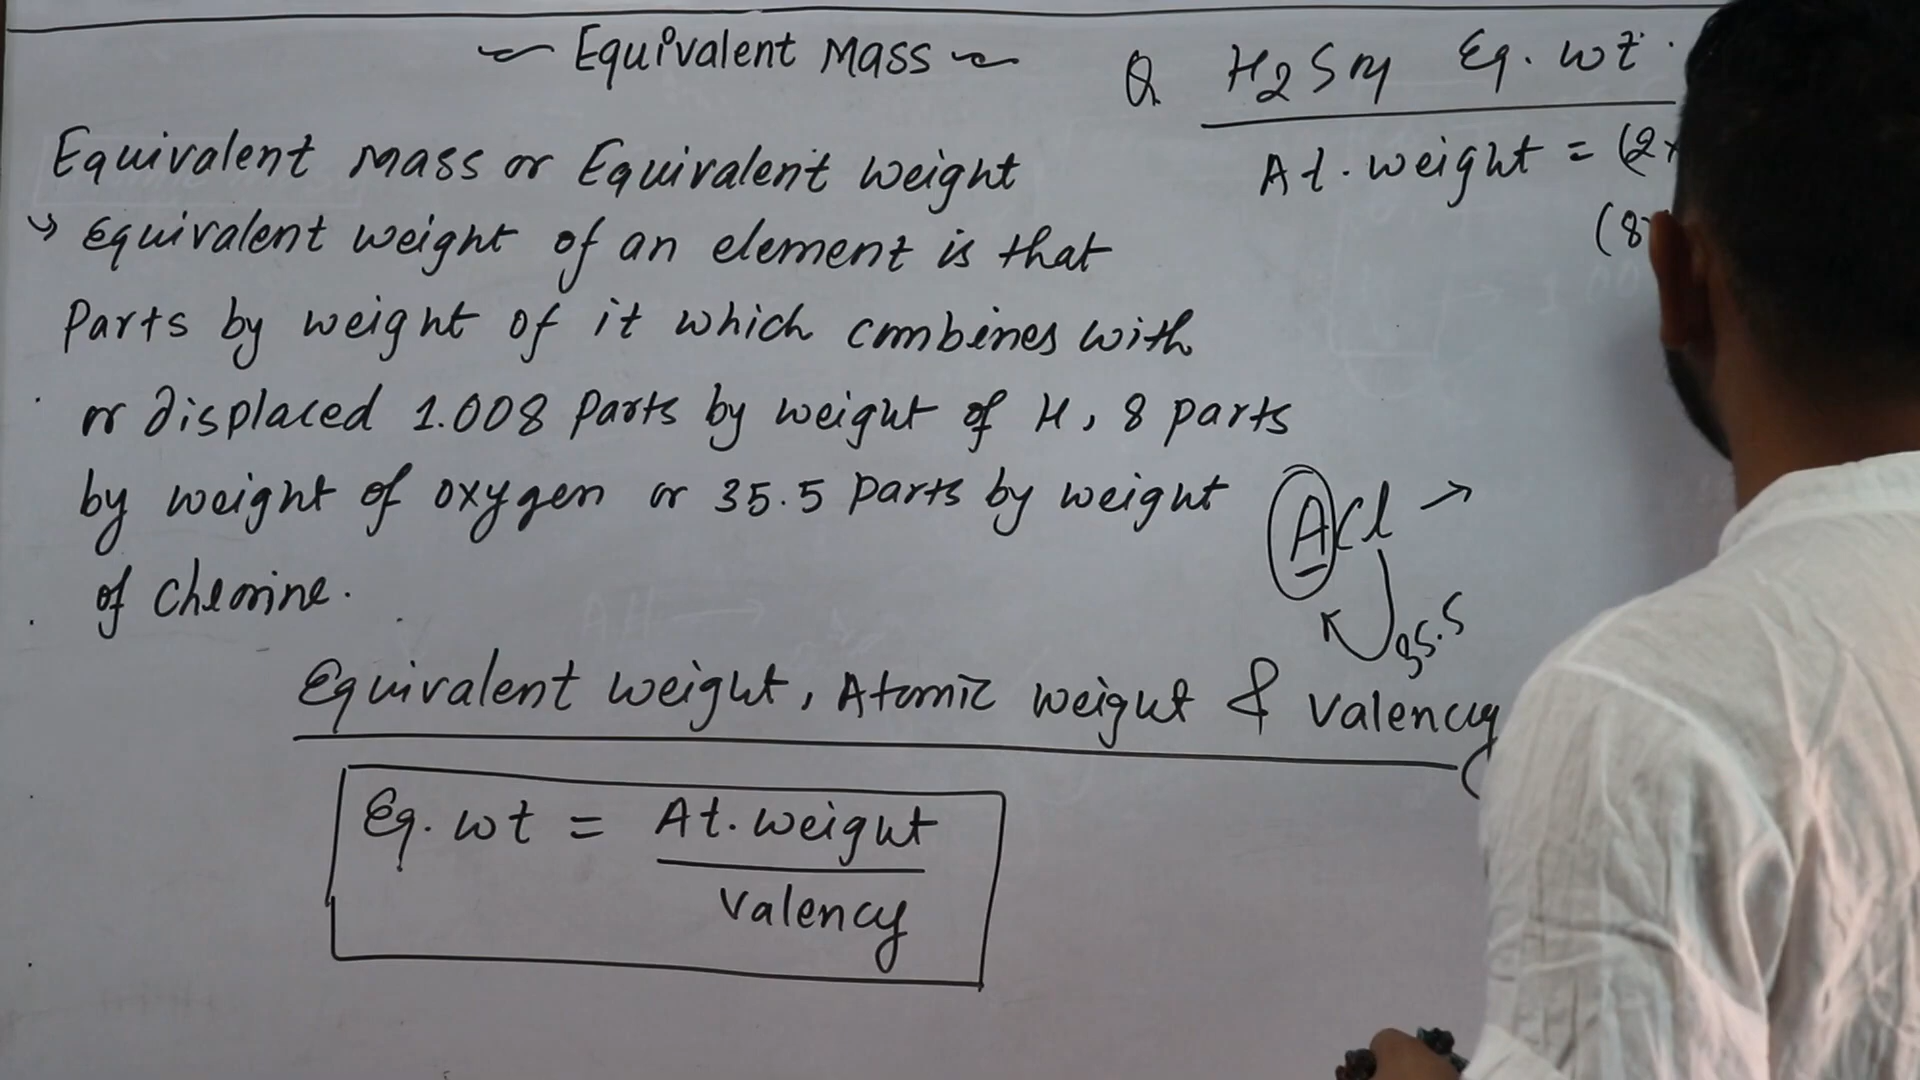 Equivalent Mass
Equivalent Mass or Equivalent weight
Equivalent weight of an element is that
Parts by weight of it which combines with
or displaced 1.008 Parts by weight of H, 8 parts
by weight of oxygen or 35.5 Parts by weight
of Chlorine.
Equivalent weight, Atomic weight & valency
Eq. wt = At. weight
valency
Q H2SO4 Eq. wt.
At. weight = (2x
(8
ACl →
35.5